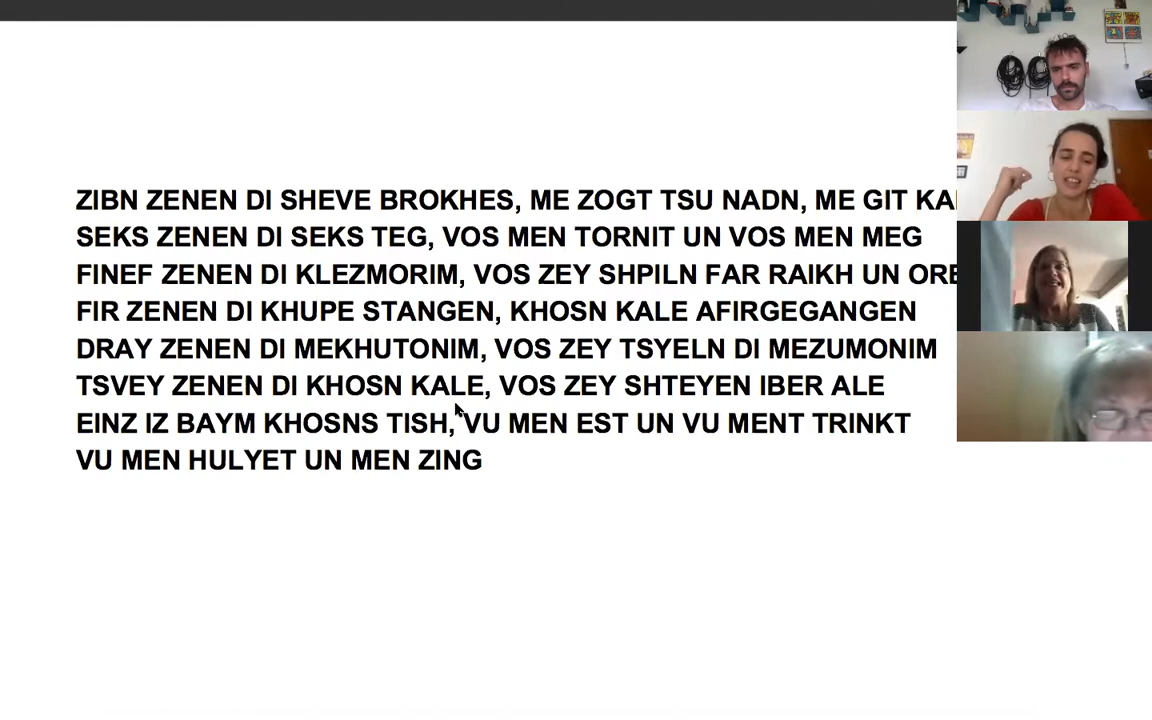 ZIBN ZENEN DI SHEVE BROKHES, ME ZOGT TSU NADN, ME GIT
SEKS ZENEN DI SEKS TEG, VOS MEN TORNIT UN VOS MEN MEG
FINEF ZENEN DI KLEZMORIM, VOS ZEY SHPILN FAR RAIKH UN
FIR ZENEN DI KHUPE STANGEN, KHOSN KALE AFIRGEGANGEN
DRAY ZENEN DI MEKHUTONIM, VOS ZEY TSYELN DI MEZUMONIM
TSVEY ZENEN DI KHOSN KALE, VOS ZEY SHTEYEN IBER ALE
EINZ IZ BAYM KHOSNS TISH, VU MEN EST UN VU MENT TRINKT
VU MEN HULYET UN MEN ZING